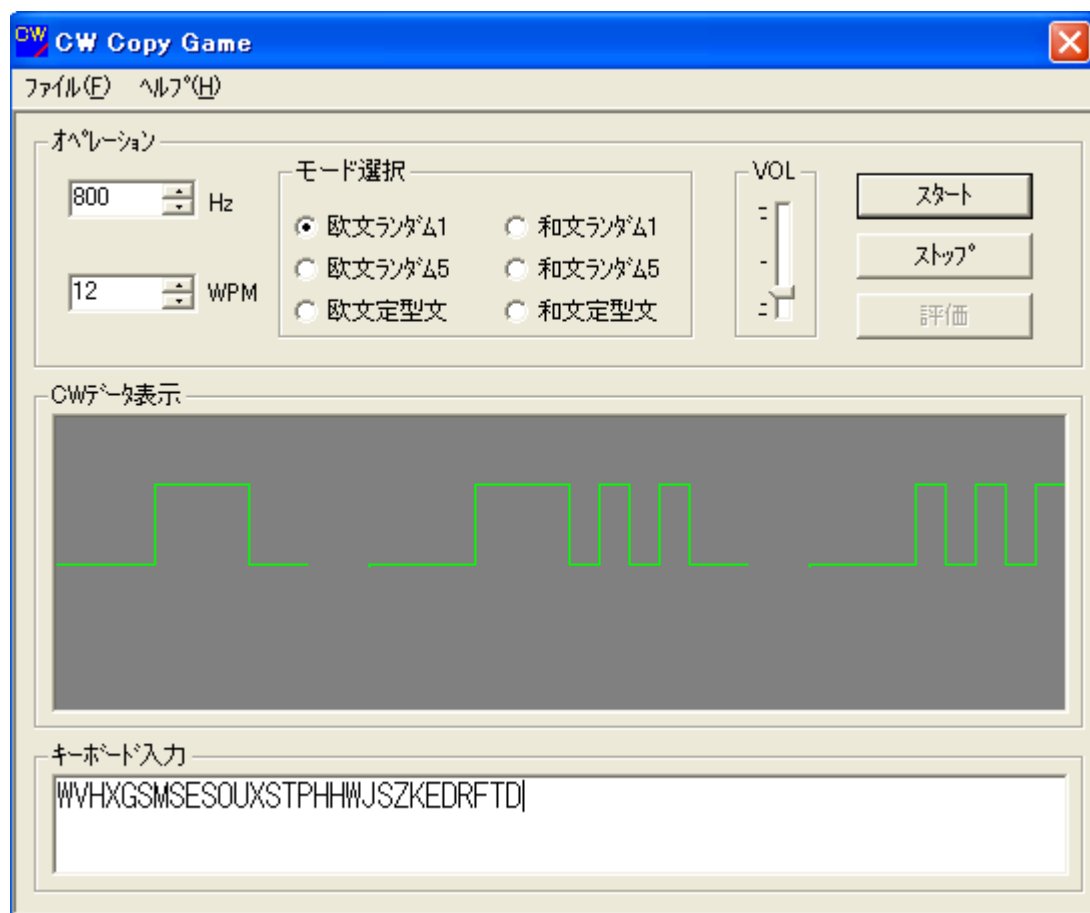 CW CW Copy Game
ファイル(F) ヘルプ(H)
オペレーション
800 Hz
12 WPM
モード選択
欧文ランダム1 和文ランダム1
欧文ランダム5 和文ランダム5
欧文定型文 和文定型文
VOL
スタート
ストップ
評価
CWデータ表示
キーボード入力
WVHXGSMSESOUXSTPHHWJSZKEDRFTD